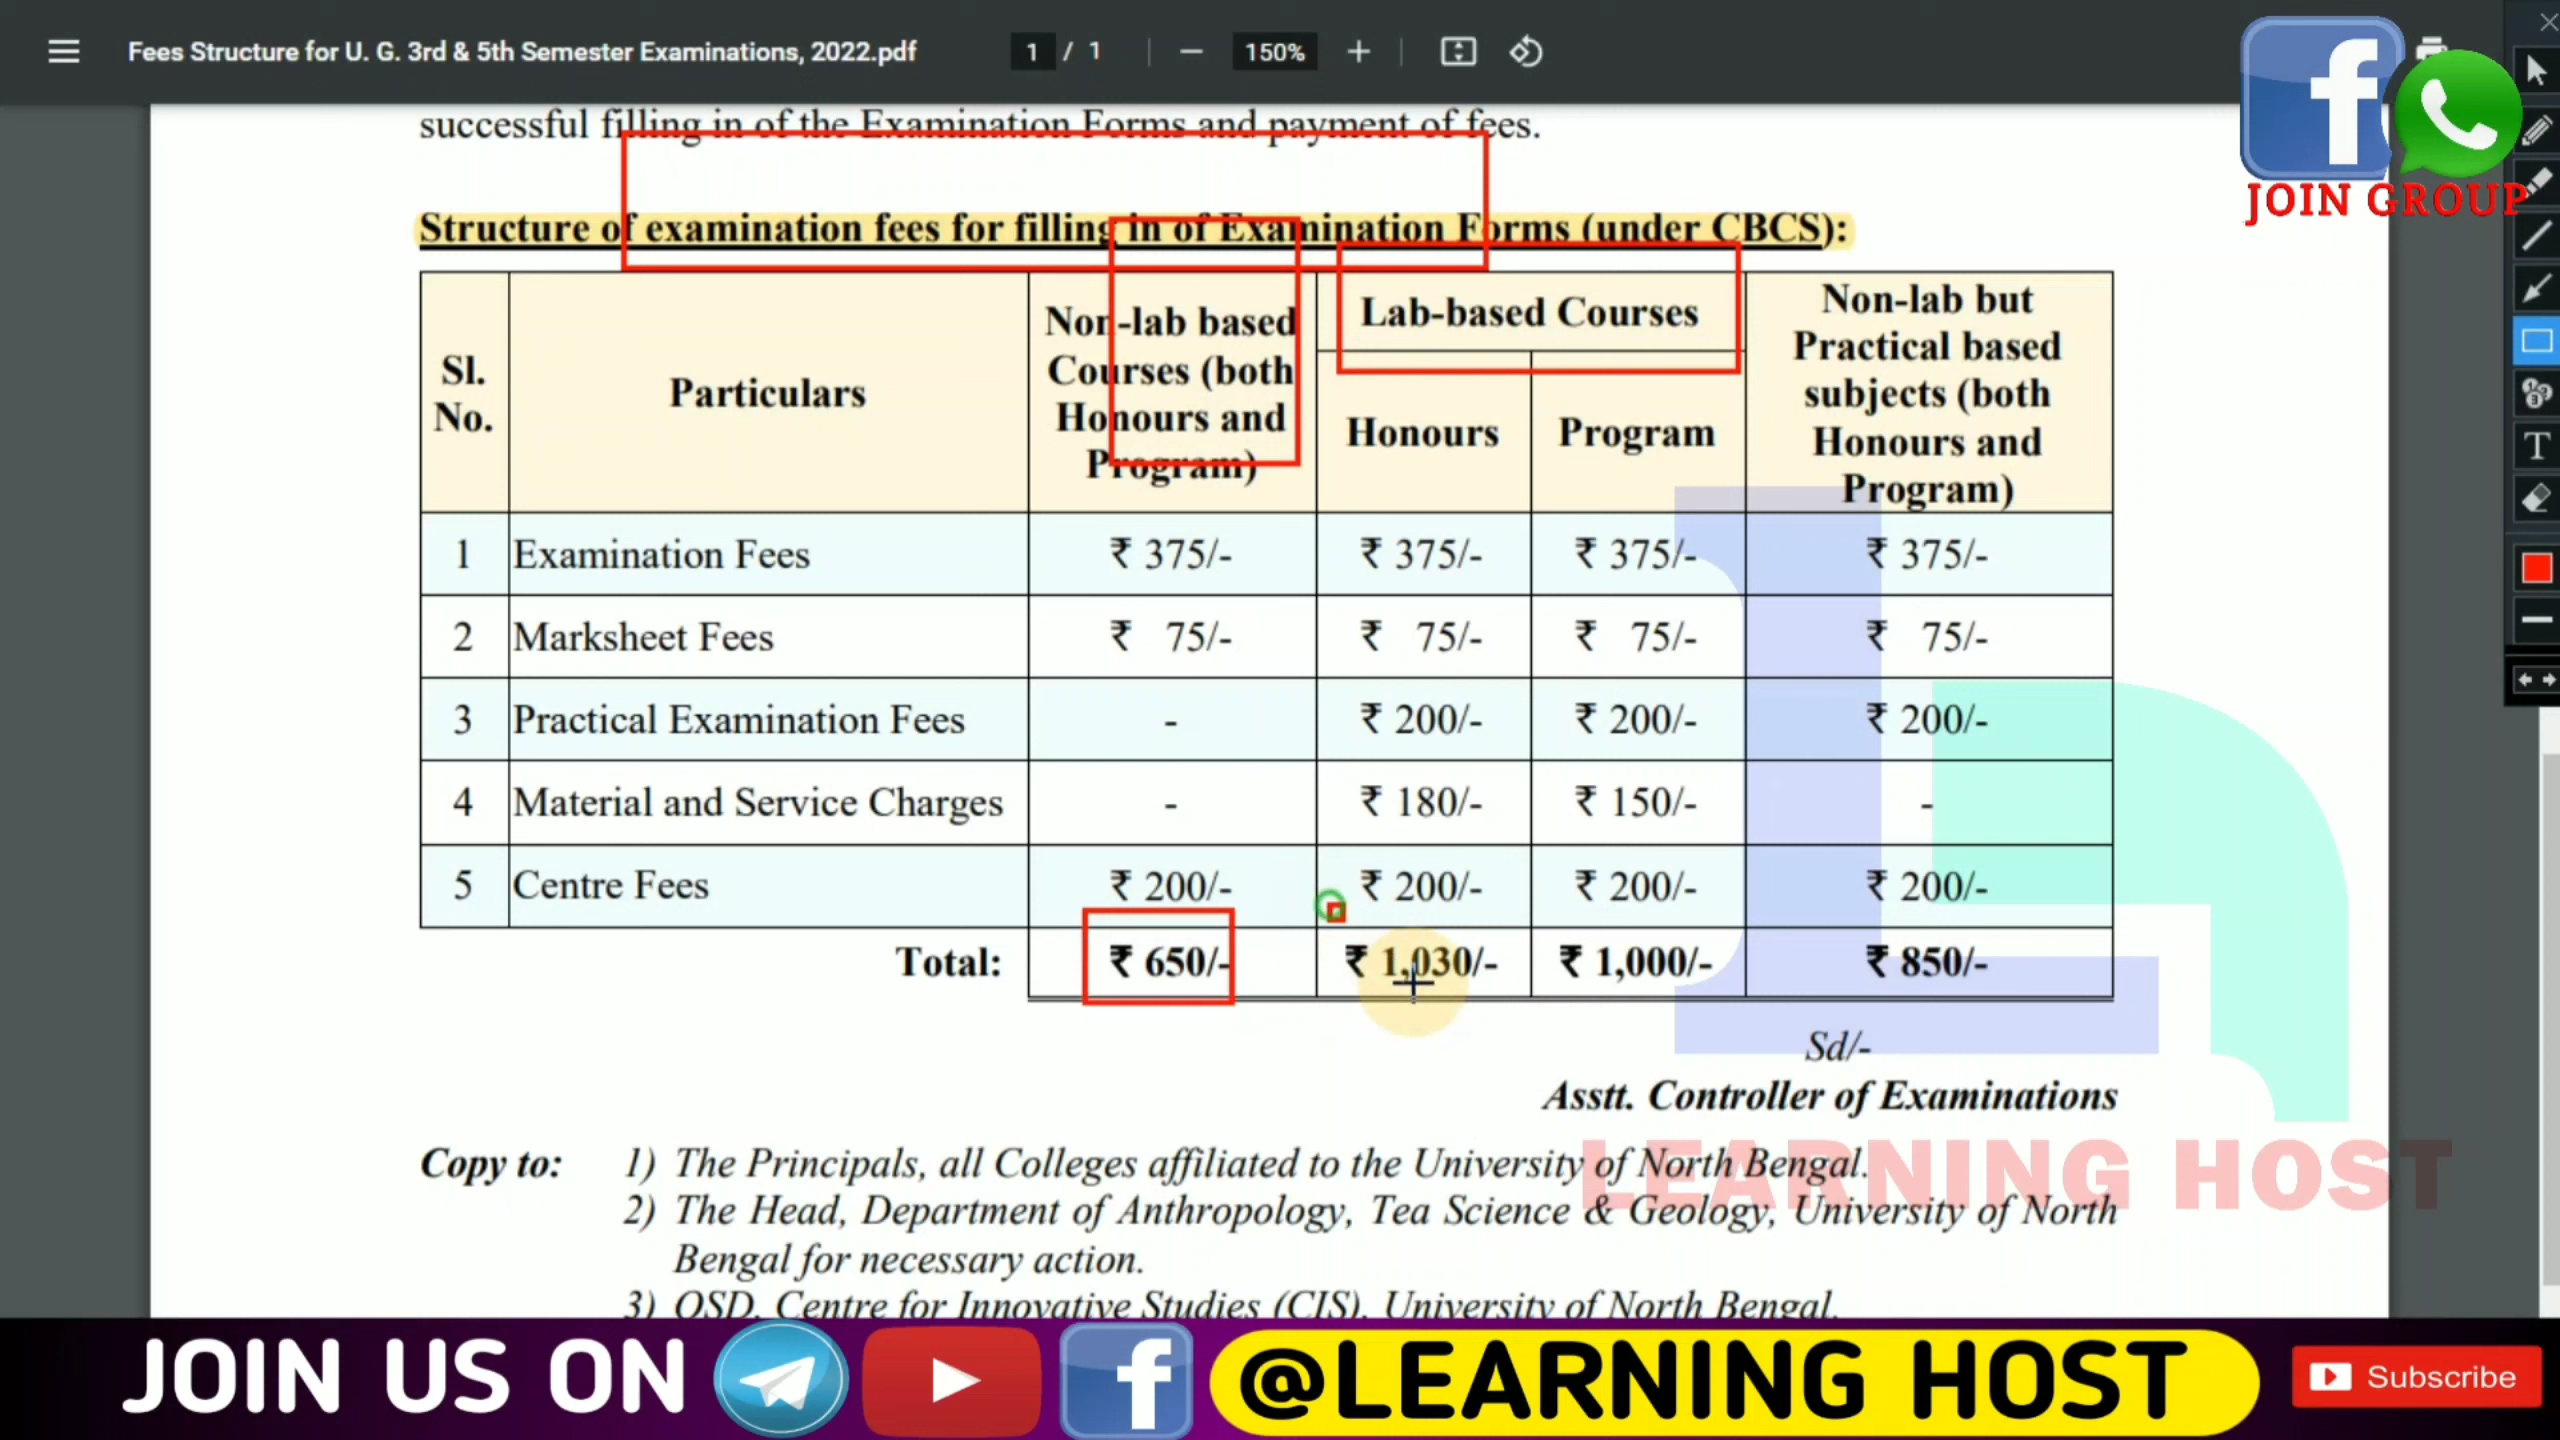 Fees Structure for U. G. 3rd & 5th Semester Examinations, 2022.pdf
1 / 1
150%
JOIN GROUP
successful filling in of the Examination Forms and payment of fees.
Structure of examination fees for filling in of Examination Forms (under CBCS):
Sl. No. Particulars Non-lab based Courses (both Honours and Program) Lab-based Courses Honours Program Non-lab but Practical based subjects (both Honours and Program)
1 Examination Fees ₹ 375/- ₹ 375/- ₹ 375/- ₹ 375/-
2 Marksheet Fees ₹ 75/- ₹ 75/- ₹ 75/- ₹ 75/-
3 Practical Examination Fees - ₹ 200/- ₹ 200/- ₹ 200/-
4 Material and Service Charges - ₹ 180/- ₹ 150/- -
5 Centre Fees ₹ 200/- ₹ 200/- ₹ 200/- ₹ 200/-
Total: ₹ 650/- ₹ 1,030/- ₹ 1,000/- ₹ 850/-
Sd/-
Asstt. Controller of Examinations
Copy to: 1) The Principals, all Colleges affiliated to the University of North Bengal.
2) The Head, Department of Anthropology, Tea Science & Geology, University of North
Bengal for necessary action.
3) OSD, Centre for Innovative Studies (CIS), University of North Bengal.
LEARNING HOST
JOIN US ON @LEARNING HOST
Subscribe